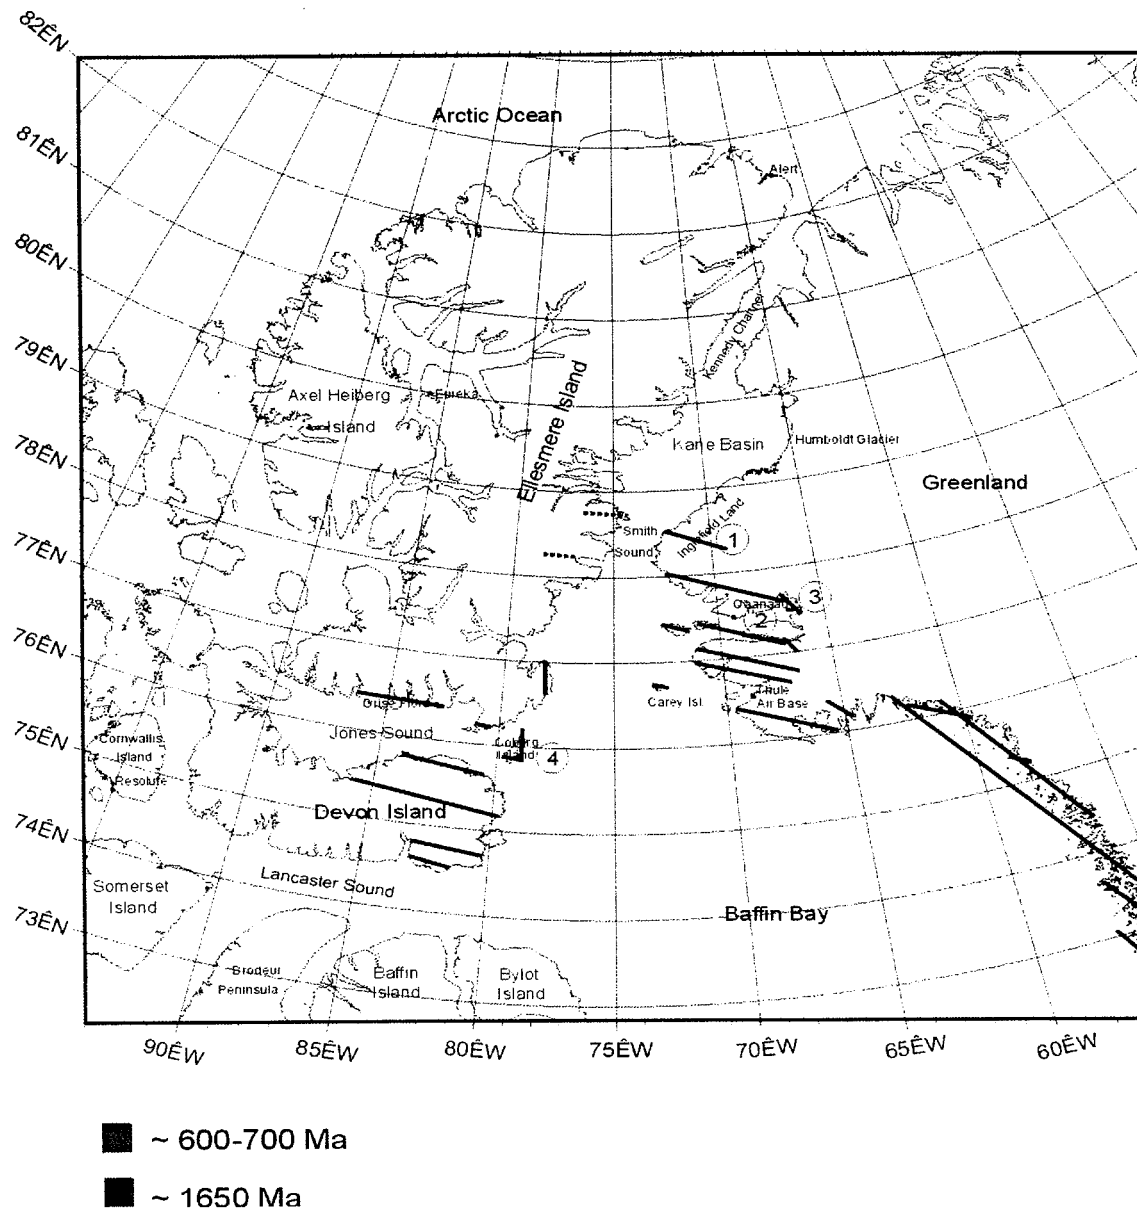 82ÊN
Arctic Ocean
81ÊN
Alert
80ÊN
Kennedy Channel
79ÊN
Axel Heiberg
Island
Eureka
Ellesmere Island
Kane Basin
Humboldt Glacier
78ÊN
Greenland
Smith
Sound
Inglefield Land
1
77ÊN
Qaanaaq
3
2
76ÊN
Carey Isl.
Thule
Air Base
Grise Fiord
Jones Sound
Coburg
Island
4
75ÊN
Cornwallis
Island
Resolute
Devon Island
74ÊN
Lancaster Sound
Somerset
Island
Baffin Bay
73ÊN
Brodeur
Peninsula
Baffin
Island
Bylot
Island
90ÊW
85ÊW
80ÊW
75ÊW
70ÊW
65ÊW
60ÊW
~ 600-700 Ma
~ 1650 Ma